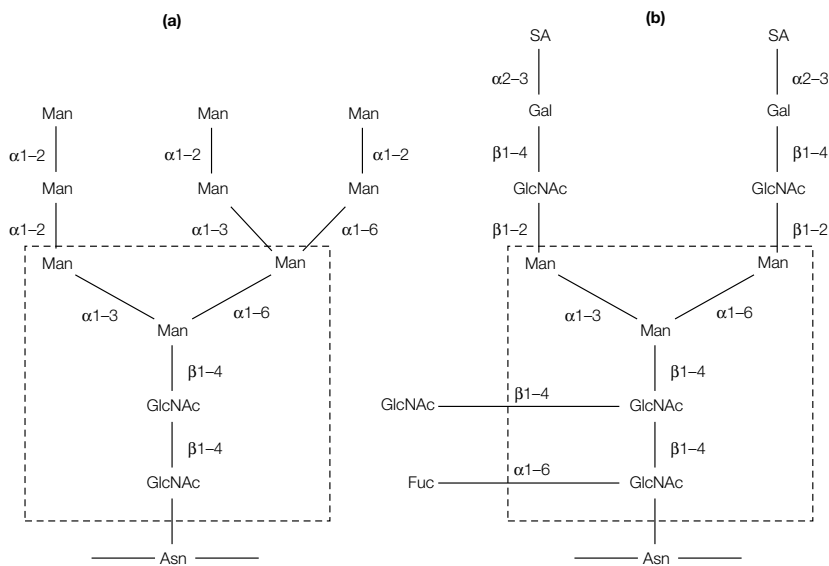 (a) (b)
SA SA
α2–3 α2–3
Man Man Man Gal Gal
α1–2 α1–2 α1–2 β1–4 β1–4
Man Man Man GlcNAc GlcNAc
α1–2 α1–3 α1–6 β1–2 β1–2
Man Man Man Man
α1–3 α1–6 α1–3 α1–6
Man Man
β1–4 β1–4
GlcNAc GlcNAc β1–4 GlcNAc
β1–4 β1–4
GlcNAc Fuc α1–6 GlcNAc
Asn Asn